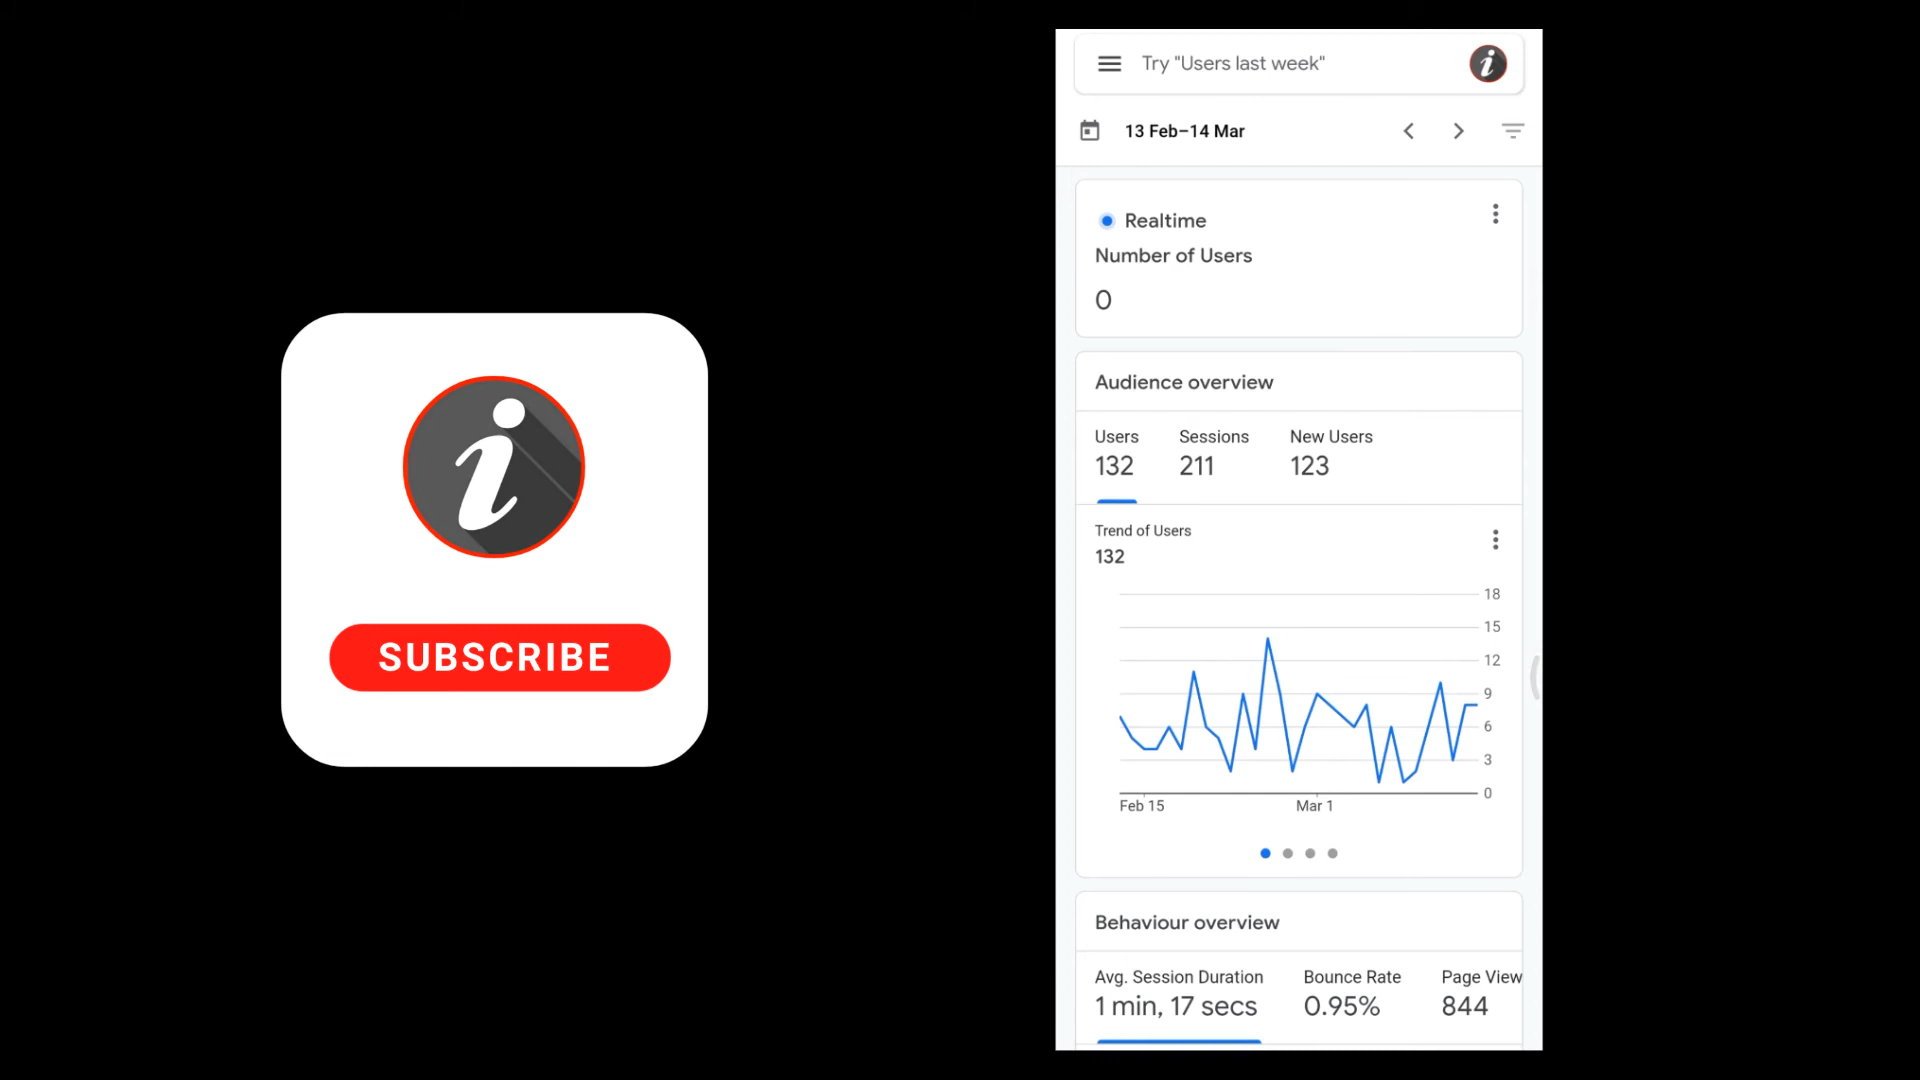 i
SUBSCRIBE
Try "Users last week"
i
13 Feb–14 Mar
Realtime
Number of Users
0
Audience overview
Users Sessions New Users
132 211 123
Trend of Users
132
18
15
12
9
6
3
0
Feb 15 Mar 1
Behaviour overview
Avg. Session Duration Bounce Rate Page View
1 min, 17 secs 0.95% 844